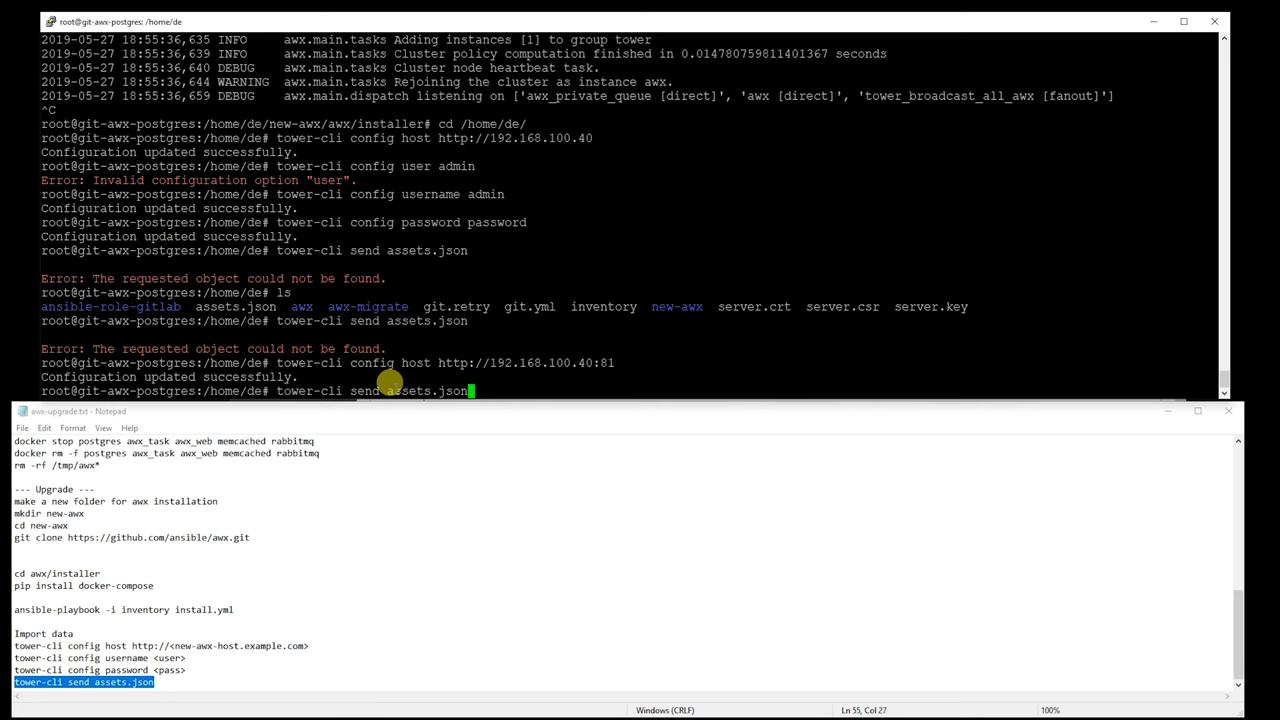 root@git-awx-postgres: /home/de
2019-05-27 18:55:36,635 INFO     awx.main.tasks Adding instances [1] to group tower
2019-05-27 18:55:36,639 INFO     awx.main.tasks Cluster policy computation finished in 0.014780759811401367 seconds
2019-05-27 18:55:36,640 DEBUG    awx.main.tasks Cluster node heartbeat task.
2019-05-27 18:55:36,644 WARNING  awx.main.tasks Rejoining the cluster as instance awx.
2019-05-27 18:55:36,659 DEBUG    awx.main.dispatch listening on ['awx_private_queue [direct]', 'awx [direct]', 'tower_broadcast_all_awx [fanout]']
^C
root@git-awx-postgres:/home/de/new-awx/awx/installer# cd /home/de/
root@git-awx-postgres:/home/de# tower-cli config host http://192.168.100.40
Configuration updated successfully.
root@git-awx-postgres:/home/de# tower-cli config user admin
Error: Invalid configuration option "user".
root@git-awx-postgres:/home/de# tower-cli config username admin
Configuration updated successfully.
root@git-awx-postgres:/home/de# tower-cli config password password
Configuration updated successfully.
root@git-awx-postgres:/home/de# tower-cli send assets.json
Error: The requested object could not be found.
root@git-awx-postgres:/home/de# ls
ansible-role-gitlab  assets.json  awx  awx-migrate  git.retry  git.yml  inventory  new-awx  server.crt  server.csr  server.key
root@git-awx-postgres:/home/de# tower-cli send assets.json
Error: The requested object could not be found.
root@git-awx-postgres:/home/de# tower-cli config host http://192.168.100.40:81
Configuration updated successfully.
root@git-awx-postgres:/home/de# tower-cli send assets.json
awx-upgrade.txt - Notepad
File Edit Format View Help
docker stop postgres awx_task awx_web memcached rabbitmq
docker rm -f postgres awx_task awx_web memcached rabbitmq
rm -rf /tmp/awx*
--- Upgrade ---
make a new folder for awx installation
mkdir new-awx
cd new-awx
git clone https://github.com/ansible/awx.git
cd awx/installer
pip install docker-compose
ansible-playbook -i inventory install.yml
Import data
tower-cli config host http://<new-awx-host.example.com>
tower-cli config username <user>
tower-cli config password <pass>
tower-cli send assets.json
Windows (CRLF) Ln 55, Col 27 100%